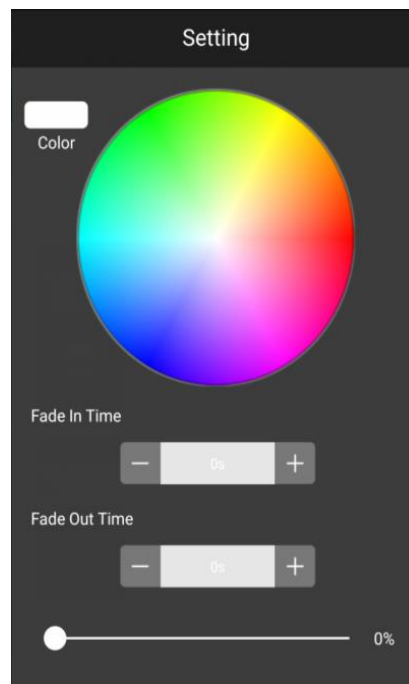 Setting
Color
Fade In Time
− 0s +
Fade Out Time
− 0s +
0%